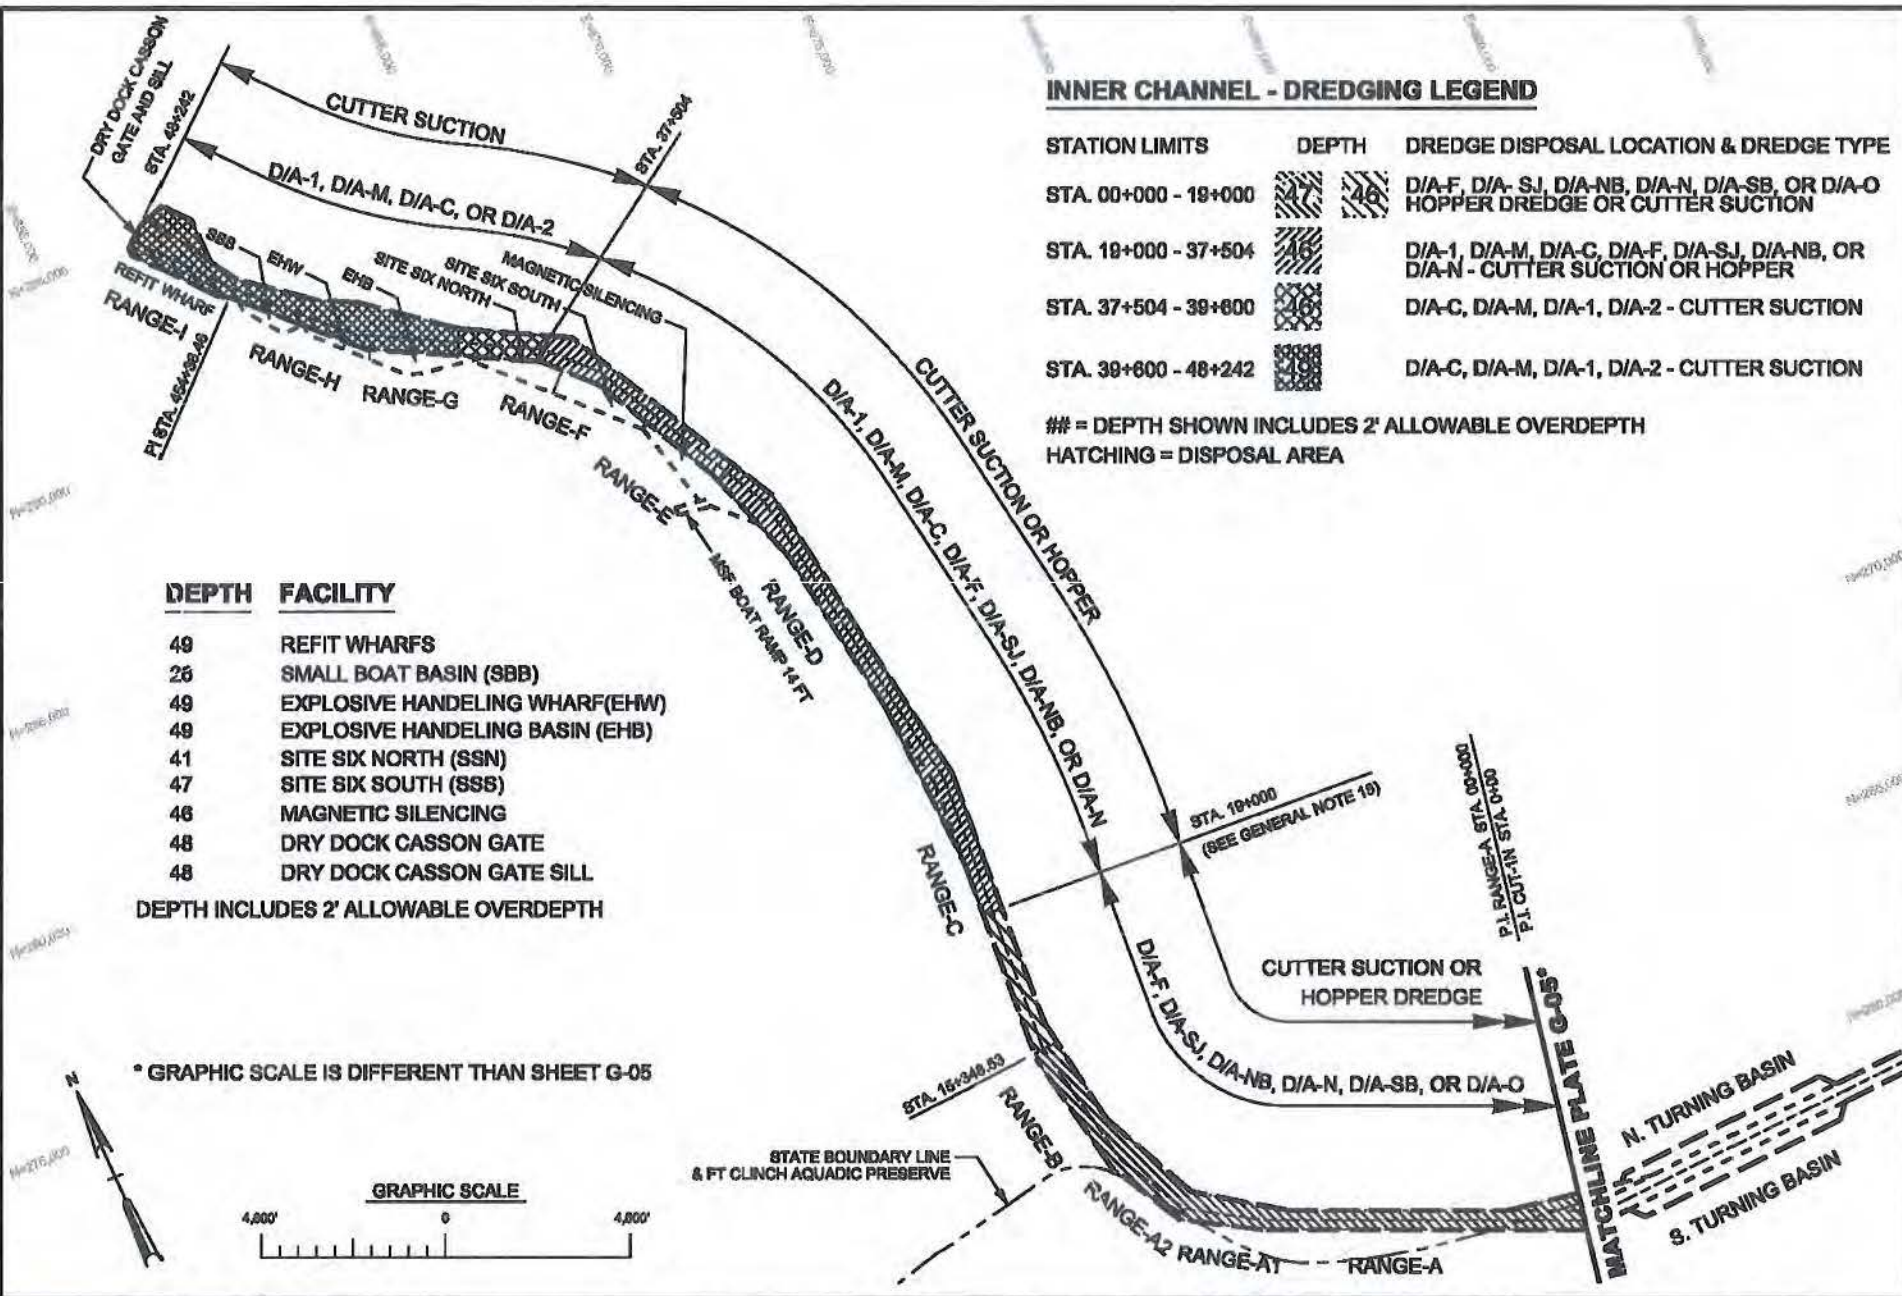 DRY DOCK CASSON
GATE AND SILL
STA. 48+242
CUTTER SUCTION
STA. 37+504
D/A-1, D/A-M, D/A-C, OR D/A-2
SBB
EHW
EHB
SITE SIX NORTH
SITE SIX SOUTH
MAGNETIC SILENCING
REFIT WHARF
RANGE-I
RANGE-H
RANGE-G
RANGE-F
RANGE-E
RANGE-D
MSF. BOAT RAMP 14 FT
CUTTER SUCTION OR HOPPER
D/A-1, D/A-M, D/A-C, D/A-F, D/A-SJ, D/A-NB, OR D/A-N
INNER CHANNEL - DREDGING LEGEND
STATION LIMITS DEPTH DREDGE DISPOSAL LOCATION & DREDGE TYPE
STA. 00+000 - 19+000 47 46 D/A-F, D/A- SJ, D/A-NB, D/A-N, D/A-SB, OR D/A-O
HOPPER DREDGE OR CUTTER SUCTION
STA. 19+000 - 37+504 46 D/A-1, D/A-M, D/A-C, D/A-F, D/A-SJ, D/A-NB, OR
D/A-N - CUTTER SUCTION OR HOPPER
STA. 37+504 - 39+600 46 D/A-C, D/A-M, D/A-1, D/A-2 - CUTTER SUCTION
STA. 39+600 - 48+242 49 D/A-C, D/A-M, D/A-1, D/A-2 - CUTTER SUCTION
## = DEPTH SHOWN INCLUDES 2' ALLOWABLE OVERDEPTH
HATCHING = DISPOSAL AREA
DEPTH FACILITY
49 REFIT WHARFS
26 SMALL BOAT BASIN (SBB)
49 EXPLOSIVE HANDELING WHARF(EHW)
49 EXPLOSIVE HANDELING BASIN (EHB)
41 SITE SIX NORTH (SSN)
47 SITE SIX SOUTH (SSS)
46 MAGNETIC SILENCING
48 DRY DOCK CASSON GATE
48 DRY DOCK CASSON GATE SILL
DEPTH INCLUDES 2' ALLOWABLE OVERDEPTH
RANGE-C
STA. 19+000
(SEE GENERAL NOTE 15)
P.I. RANGE-A STA. 00+000
P.I. CUT-1N STA. 0+00
CUTTER SUCTION OR
HOPPER DREDGE
D/A-F, D/A-SJ, D/A-NB, D/A-N, D/A-SB, OR D/A-O
MATCHLINE PLATE G-05*
N. TURNING BASIN
S. TURNING BASIN
* GRAPHIC SCALE IS DIFFERENT THAN SHEET G-05
N
GRAPHIC SCALE
4,000' 0 4,000'
STA. 15+348.53
RANGE-B
STATE BOUNDARY LINE
& FT CLINCH AQUADIC PRESERVE
RANGE-A2
RANGE-A1
RANGE-A